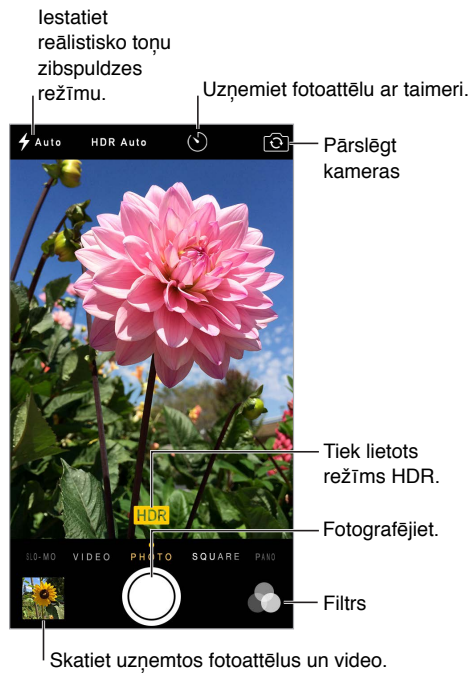 Iestatiet
reālistisko toņu
zibspuldzes
režīmu.
Uzņemiet fotoattēlu ar taimeri.
Auto
HDR Auto
Pārslēgt
kameras
Tiek lietots
režīms HDR.
HDR
Fotografējiet.
SLO-MO VIDEO PHOTO SQUARE PANO
Filtrs
Skatiet uzņemtos fotoattēlus un video.